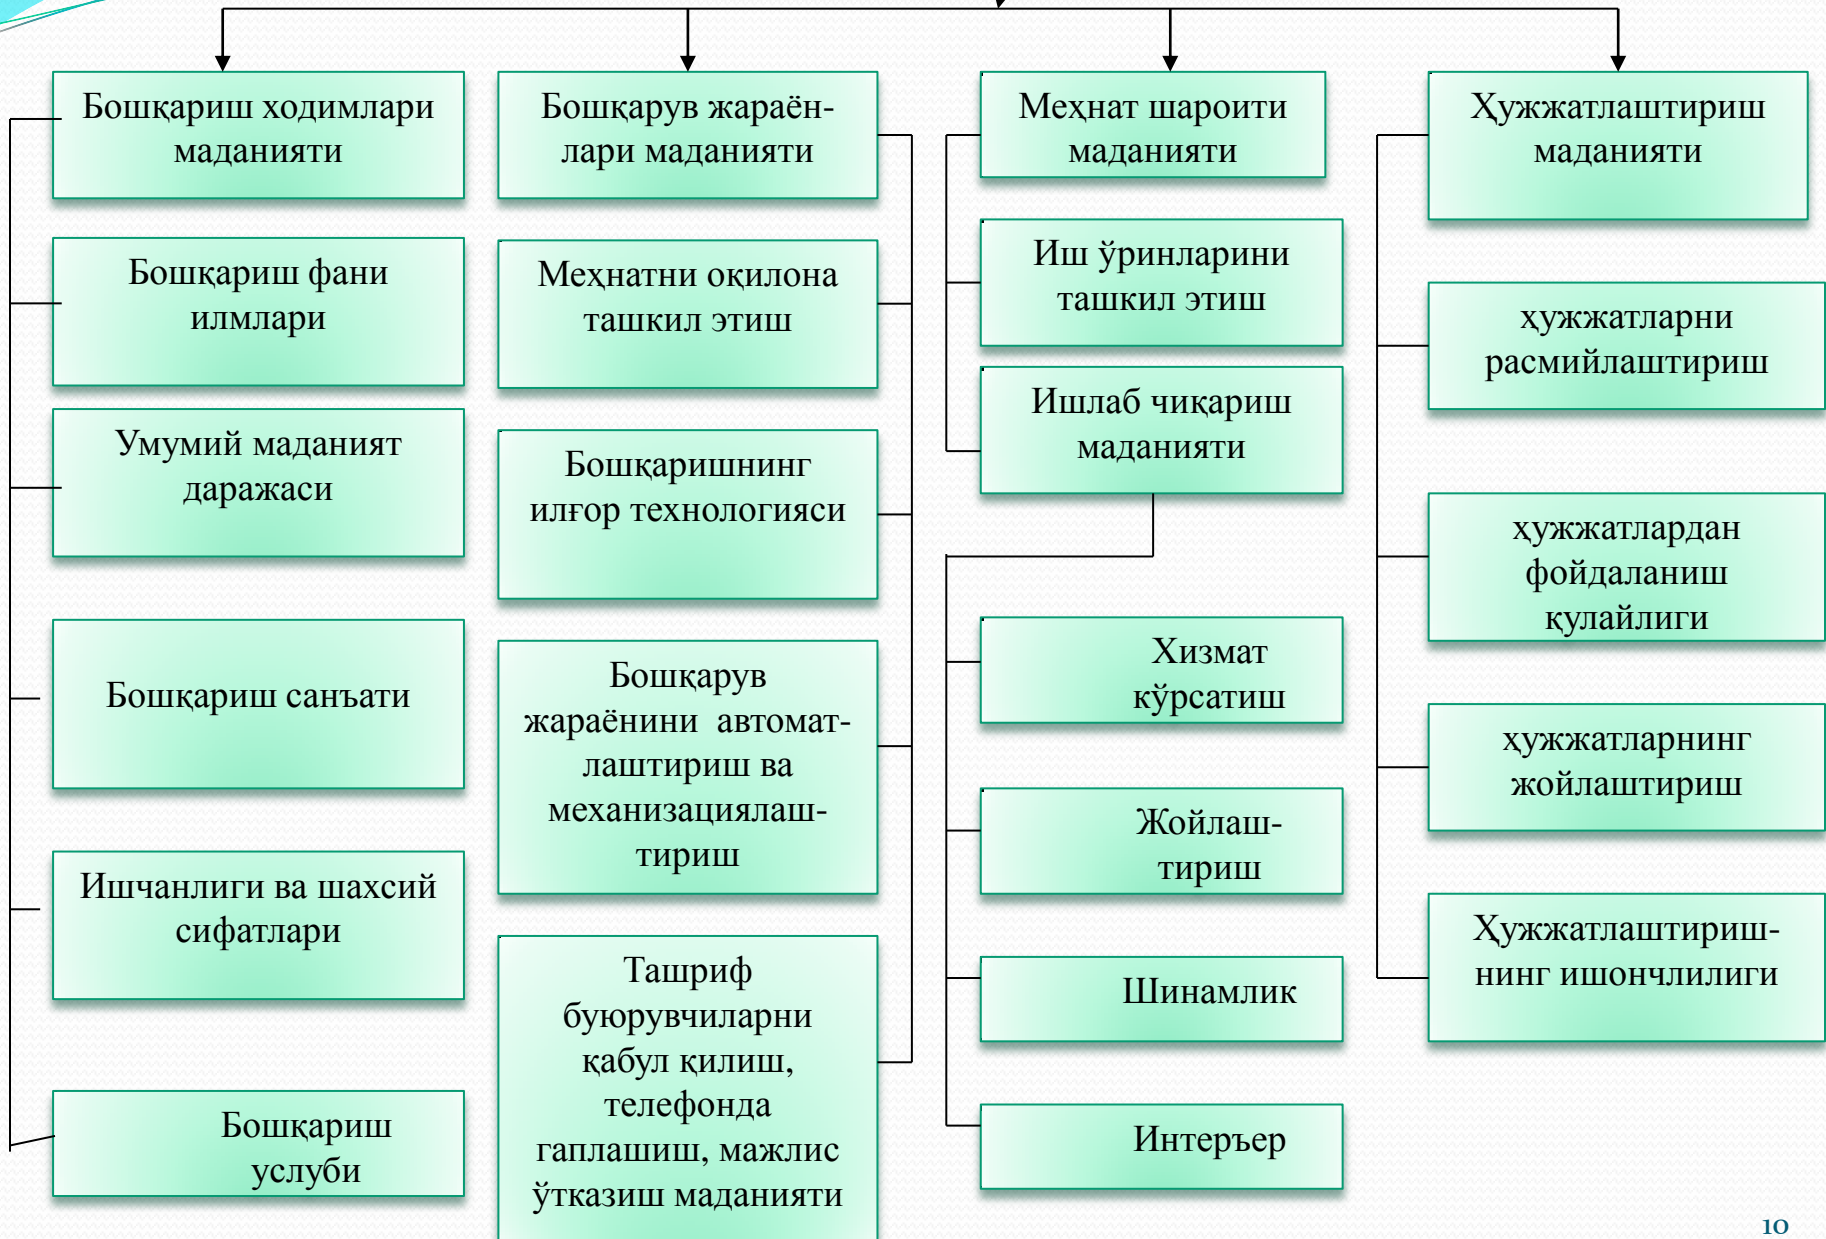 Бошқариш ходимлари
маданияти
Бошқариш фани
илмлари
Умумий маданият
даражаси
Бошқариш санъати
Ишчанлиги ва шахсий
сифатлари
Бошқариш
услуби
Бошқарув жараён-
лари маданияти
Меҳнатни оқилона
ташкил этиш
Бошқаришнинг
илғор технологияси
Бошқарув
жараёнини автомат-
лаштириш ва
механизациялаш-
тириш
Ташриф
буюрувчиларни
қабул қилиш,
телефонда
гаплашиш, мажлис
ўтказиш маданияти
Меҳнат шароити
маданияти
Иш ўринларини
ташкил этиш
Ишлаб чиқариш
маданияти
Хизмат
кўрсатиш
Жойлаш-
тириш
Шинамлик
Интеръер
Ҳужжатлаштириш
маданияти
ҳужжатларни
расмийлаштириш
ҳужжатлардан
фойдаланиш
қулайлиги
ҳужжатларнинг
жойлаштириш
Ҳужжатлаштириш-
нинг ишончлилиги
10